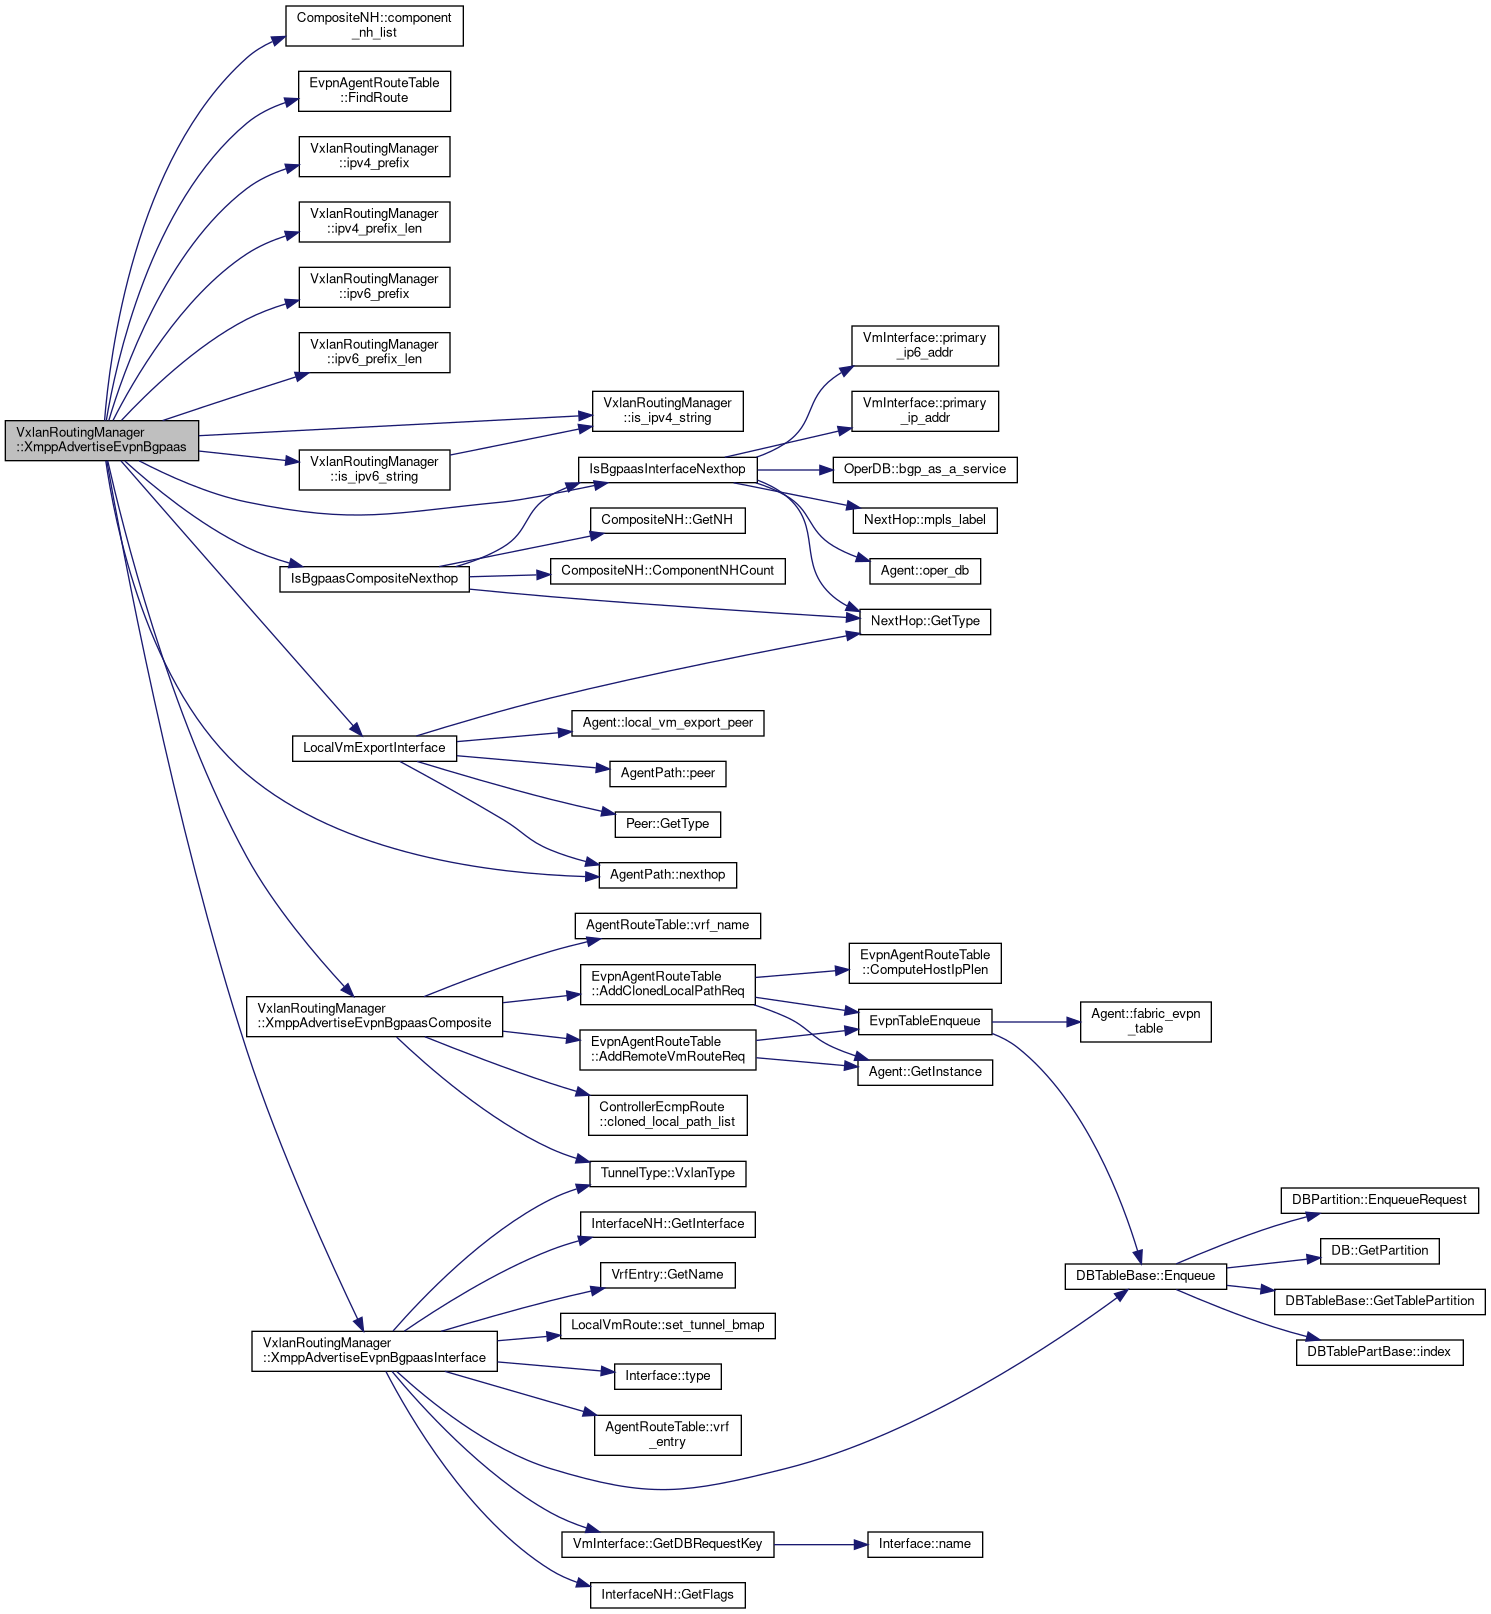 CompositeNH::component
_nh_list
EvpnAgentRouteTable
::FindRoute
VxlanRoutingManager
::ipv4_prefix
VxlanRoutingManager
::ipv4_prefix_len
VxlanRoutingManager
::ipv6_prefix
VxlanRoutingManager
::ipv6_prefix_len
VxlanRoutingManager
::XmppAdvertiseEvpnBgpaas
VxlanRoutingManager
::is_ipv4_string
VxlanRoutingManager
::is_ipv6_string
IsBgpaasInterfaceNexthop
VmInterface::primary
_ip6_addr
VmInterface::primary
_ip_addr
OperDB::bgp_as_a_service
NextHop::mpls_label
Agent::oper_db
NextHop::GetType
CompositeNH::GetNH
IsBgpaasCompositeNexthop
CompositeNH::ComponentNHCount
LocalVmExportInterface
Agent::local_vm_export_peer
AgentPath::peer
Peer::GetType
AgentPath::nexthop
AgentRouteTable::vrf_name
VxlanRoutingManager
::XmppAdvertiseEvpnBgpaasComposite
EvpnAgentRouteTable
::AddClonedLocalPathReq
EvpnAgentRouteTable
::AddRemoteVmRouteReq
EvpnAgentRouteTable
::ComputeHostIpPlen
EvpnTableEnqueue
Agent::GetInstance
Agent::fabric_evpn
_table
ControllerEcmpRoute
::cloned_local_path_list
TunnelType::VxlanType
InterfaceNH::GetInterface
VrfEntry::GetName
LocalVmRoute::set_tunnel_bmap
VxlanRoutingManager
::XmppAdvertiseEvpnBgpaasInterface
Interface::type
AgentRouteTable::vrf
_entry
DBTableBase::Enqueue
DBPartition::EnqueueRequest
DB::GetPartition
DBTableBase::GetTablePartition
DBTablePartBase::index
VmInterface::GetDBRequestKey
Interface::name
InterfaceNH::GetFlags